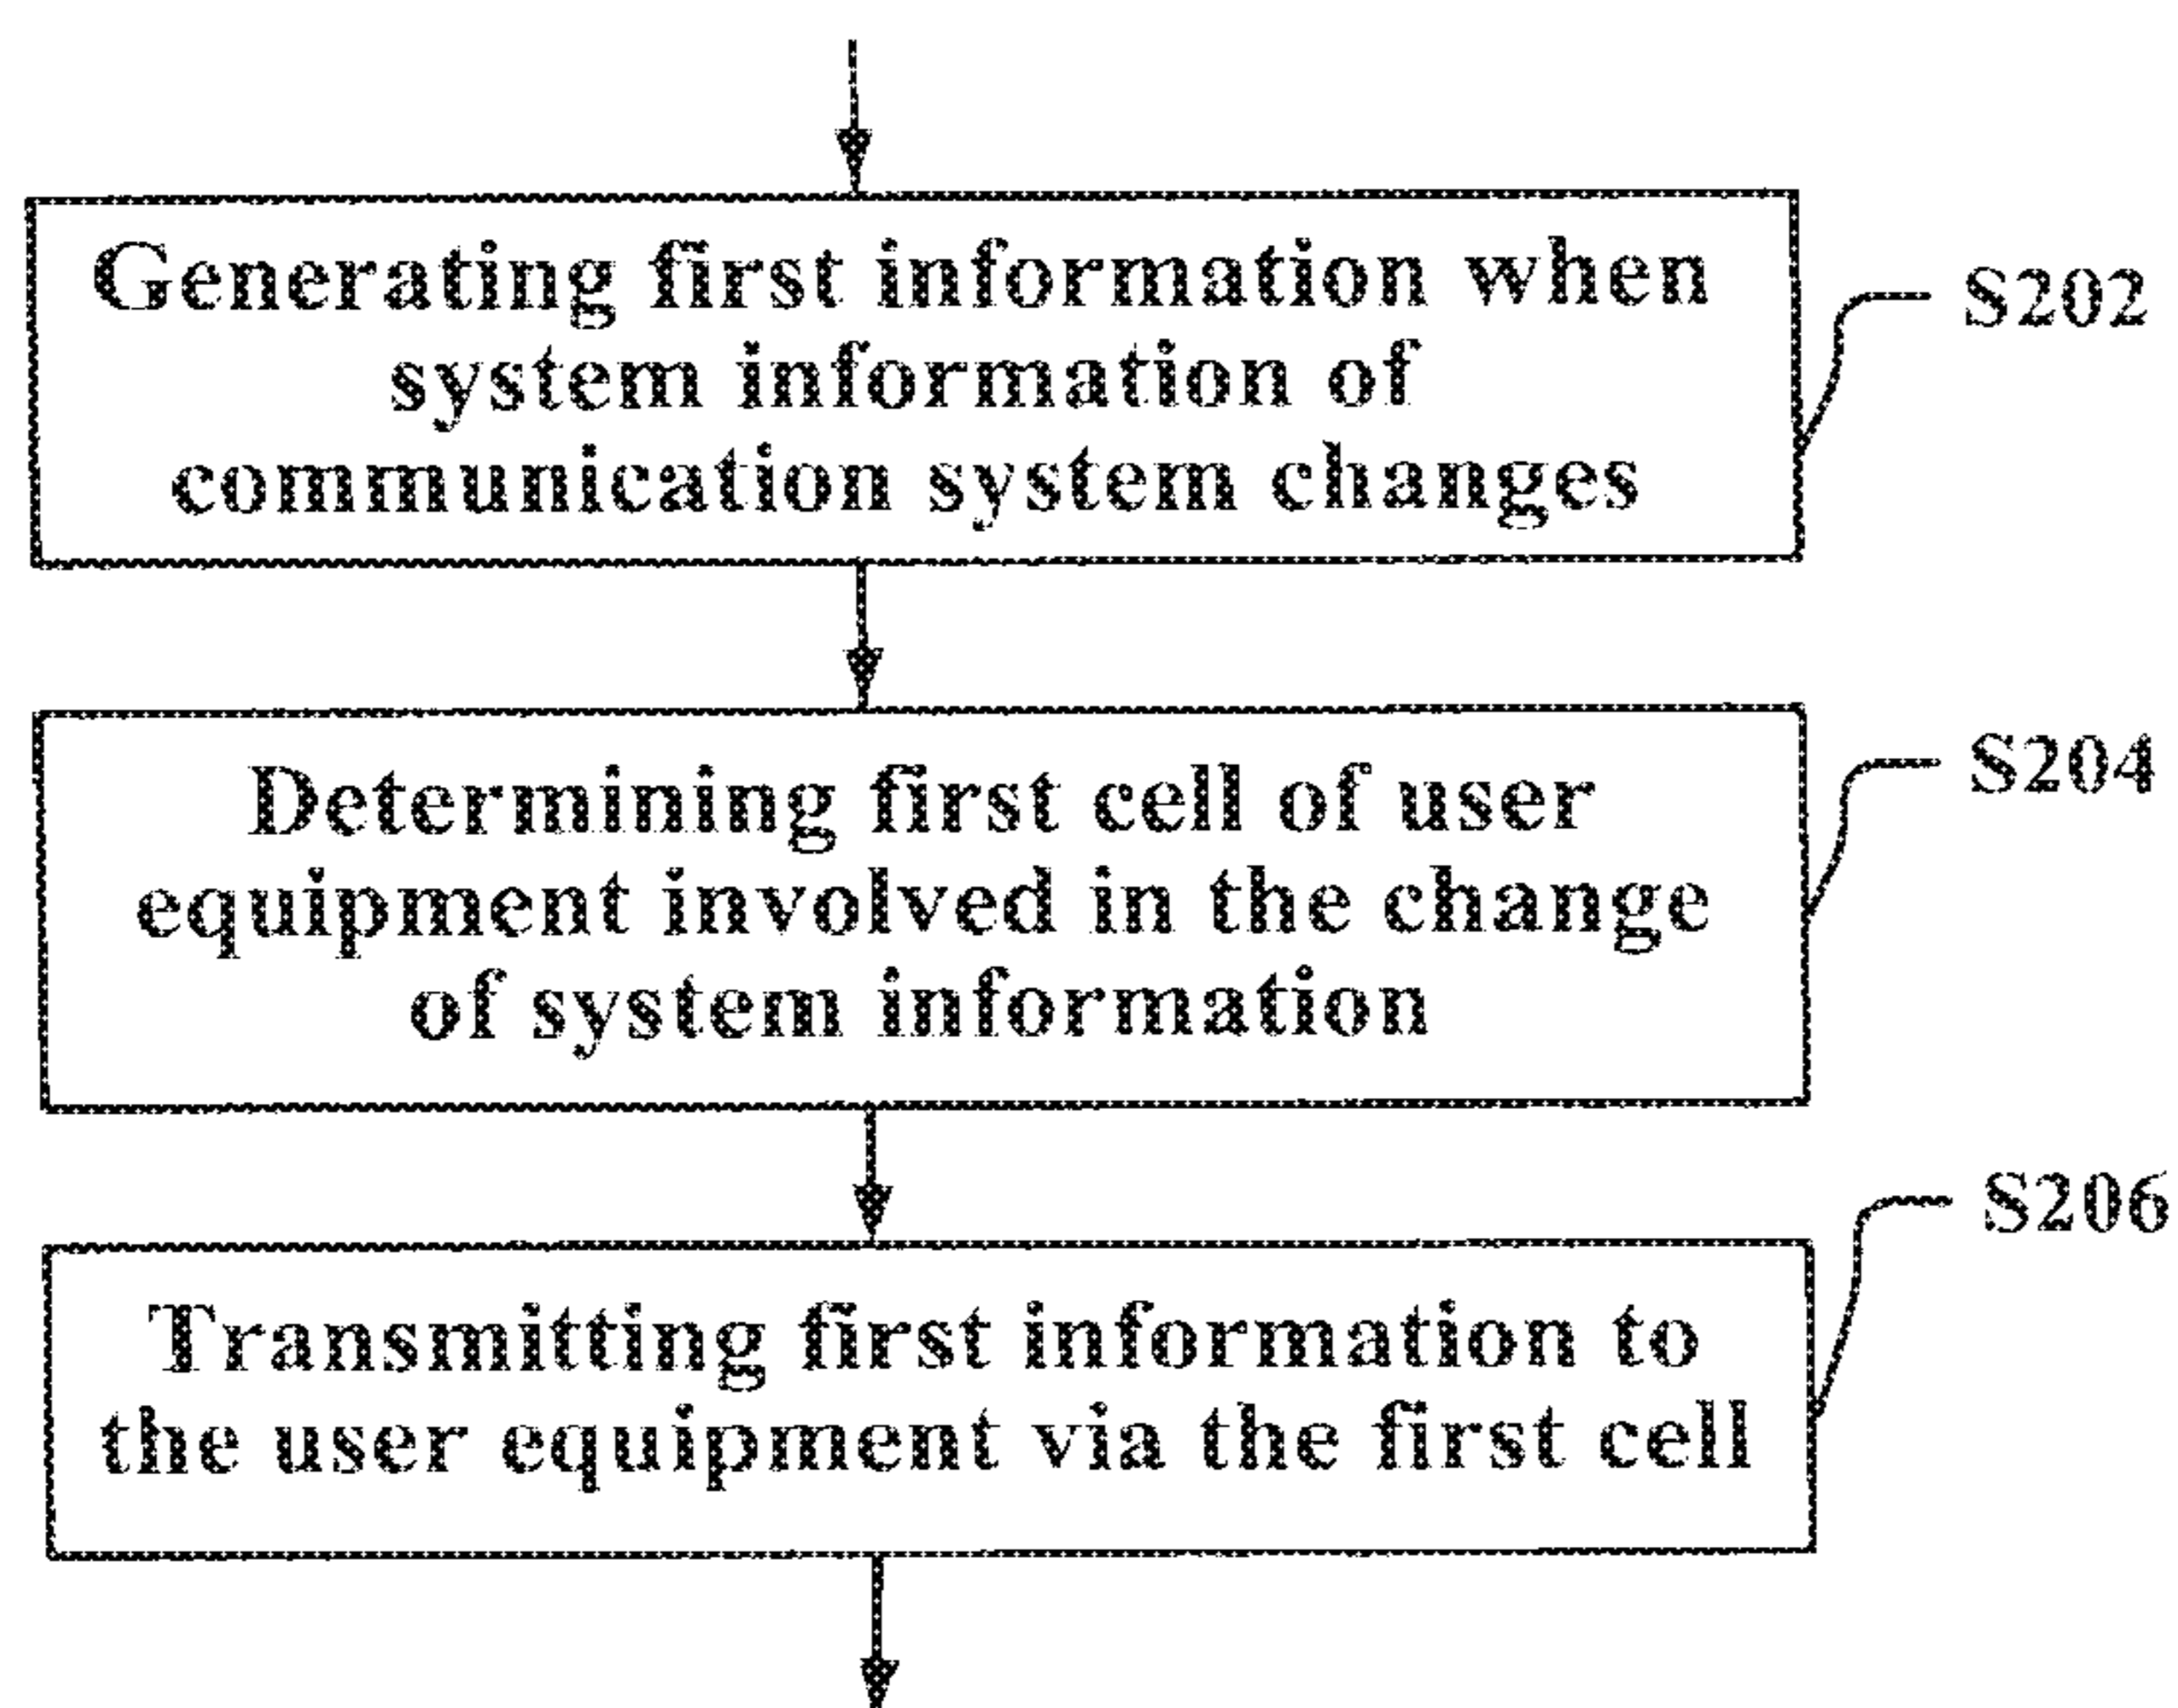 Generating first information when
system information of
communication system changes
S202
Determining first cell of user
equipment involved in the change
of system information
S204
Transmitting first information to
the user equipment via the first cell
S206